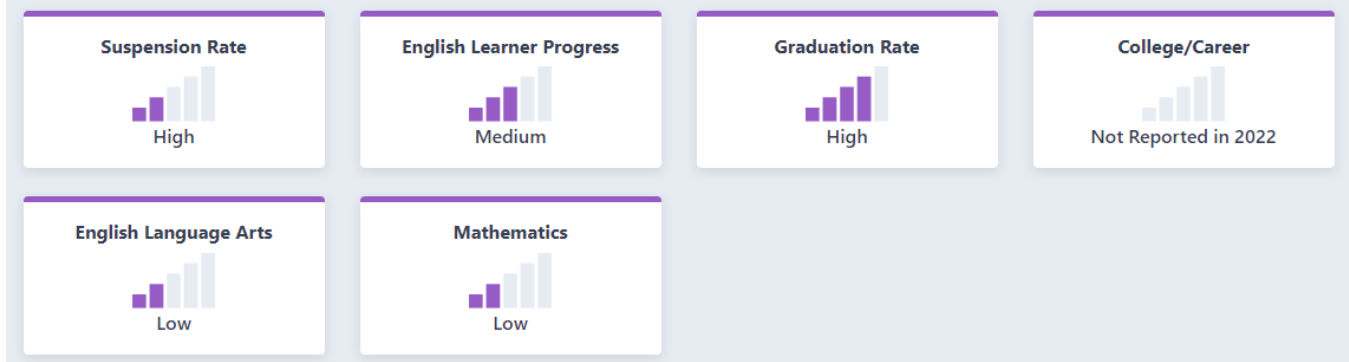 Suspension Rate
High
English Learner Progress
Medium
Graduation Rate
High
College/Career
Not Reported in 2022
English Language Arts
Low
Mathematics
Low